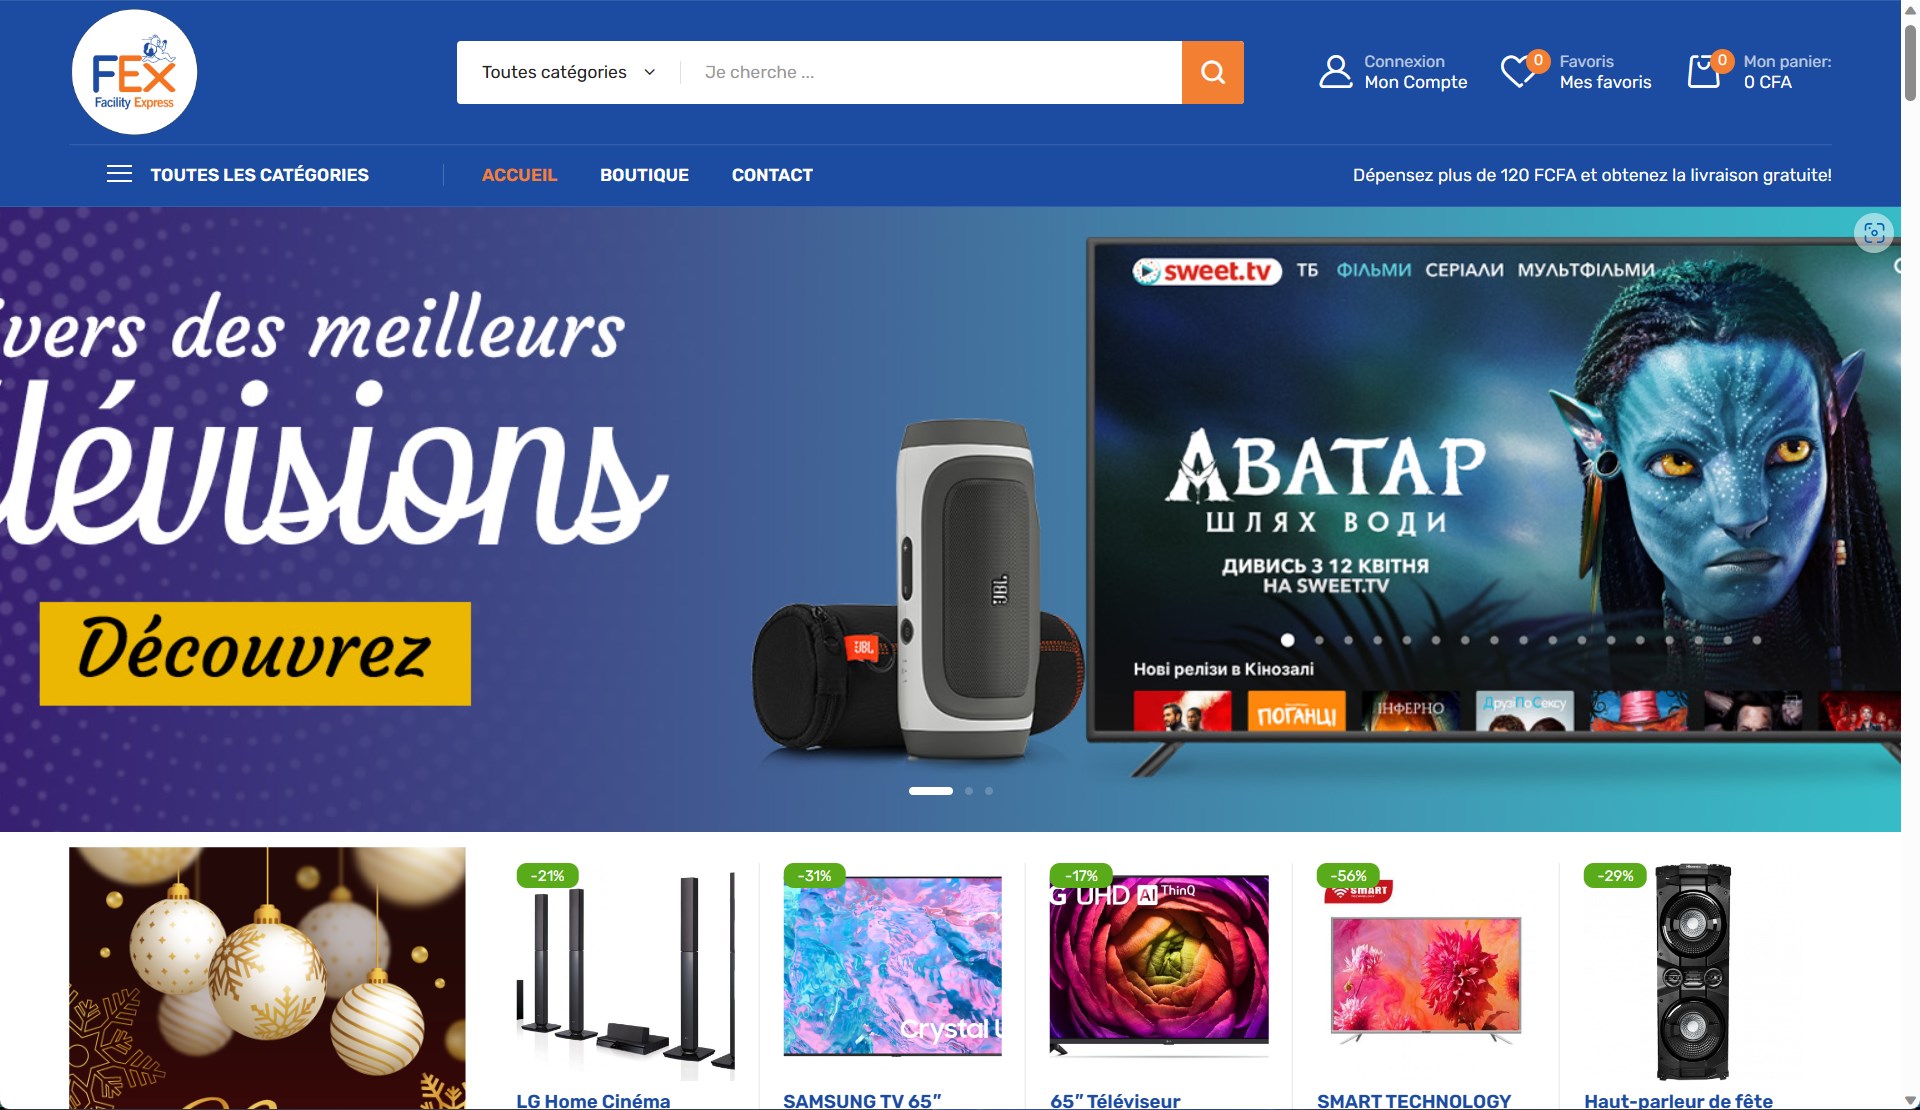 FEX
Facility Express
Toutes catégories
Je cherche ...
Connexion
Mon Compte
0
Favoris
Mes favoris
0
Mon panier:
0 CFA
TOUTES LES CATÉGORIES
ACCUEIL
BOUTIQUE
CONTACT
Dépensez plus de 120 FCFA et obtenez la livraison gratuite!
ivers des meilleurs
lévisions
Découvrez
JBL
JBL
sweet.tv
ТБ
ФІЛЬМИ
СЕРІАЛИ
МУЛЬТФІЛЬМИ
АВАТАР
ШЛЯХ ВОДИ
ДИВИСЬ З 12 КВІТНЯ
НА SWEET.TV
Нові релізи в Кінозалі
ПОГАНЦІ
ІНФЕРНО
ДрузіПоСексу
-21%
-31%
-17%
-56%
-29%
G UHD AI ThinQ
SMART
Crystal U
LG Home Cinéma
SAMSUNG TV 65”
65” Téléviseur
SMART TECHNOLOGY
Haut-parleur de fête